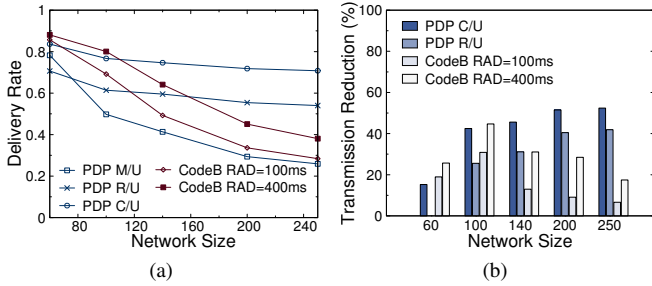 Delivery Rate
1
0.8
0.6
0.4
0.2
0
PDP M/U
PDP R/U
PDP C/U
CodeB RAD=100ms
CodeB RAD=400ms
80 120 160 200 240
Network Size
(a)
Transmission Reduction (%)
100
80
60
40
20
0
PDP C/U
PDP R/U
CodeB RAD=100ms
CodeB RAD=400ms
60 100 140 200 250
Network Size
(b)